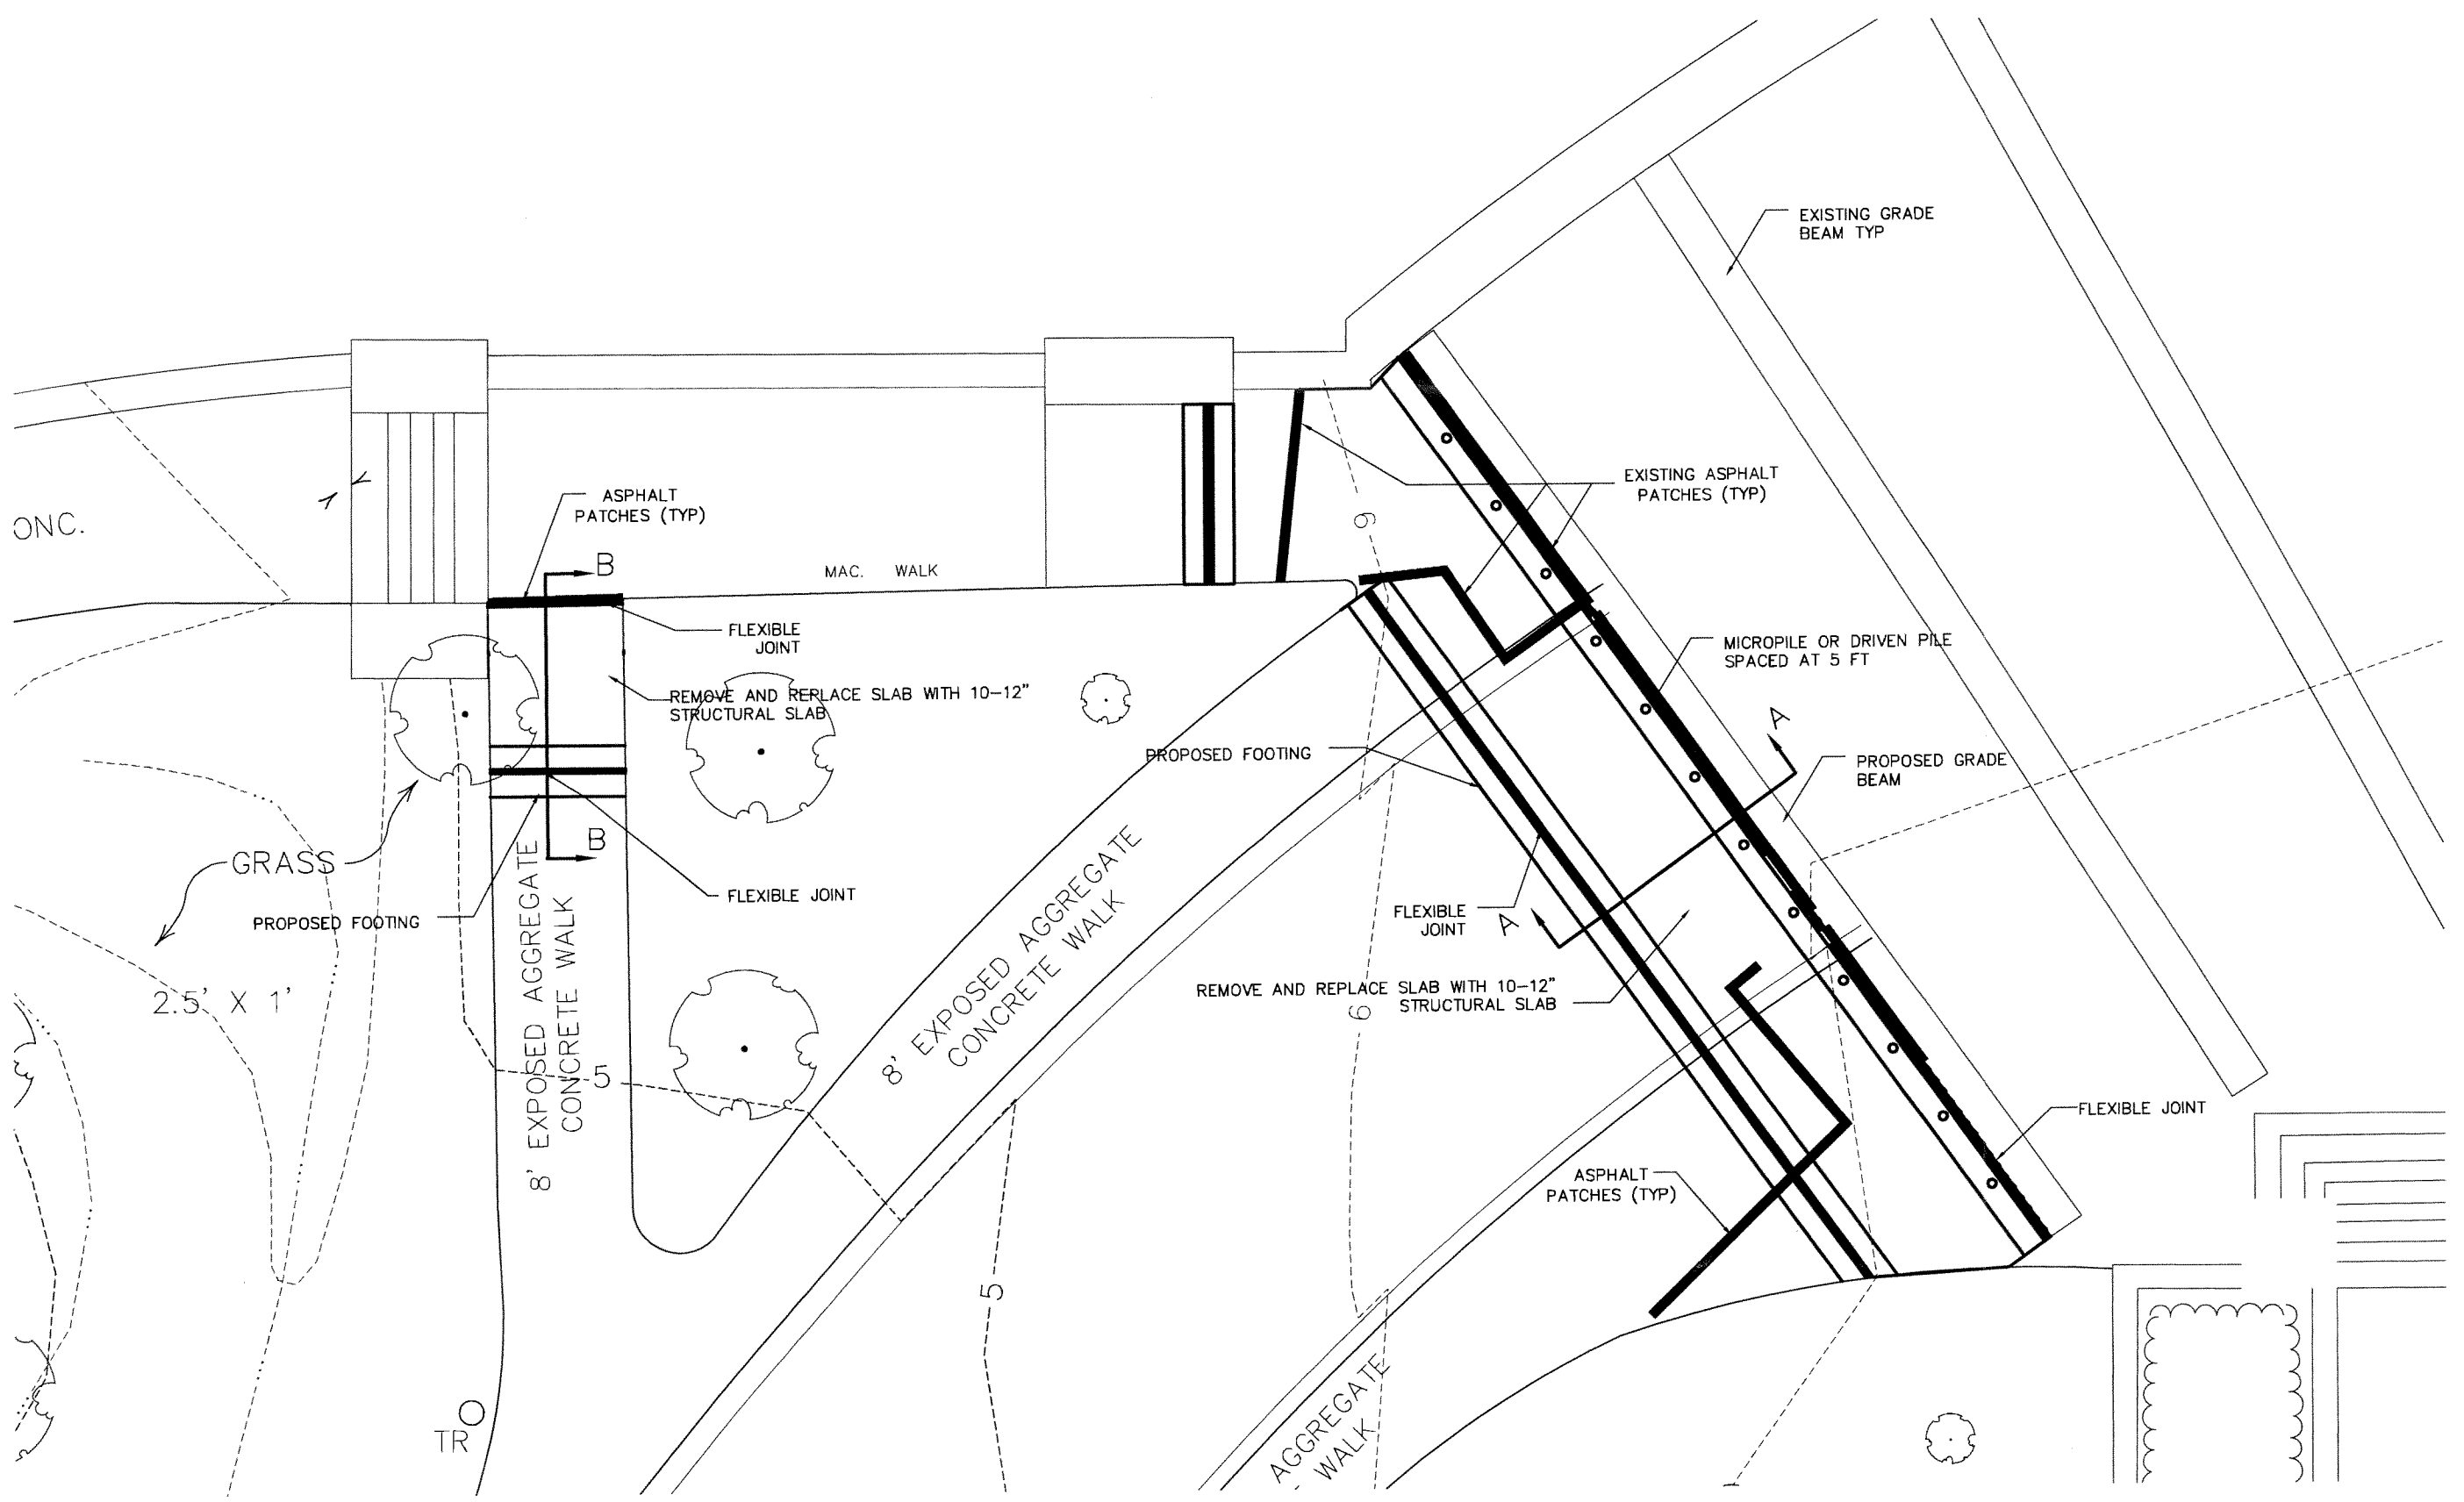 EXISTING GRADE
BEAM TYP
EXISTING ASPHALT
PATCHES (TYP)
ASPHALT
PATCHES (TYP)
ONC.
B
MAC. WALK
6
FLEXIBLE
JOINT
MICROPILE OR DRIVEN PILE
SPACED AT 5 FT
REMOVE AND REPLACE SLAB WITH 10-12"
STRUCTURAL SLAB
A
PROPOSED FOOTING
PROPOSED GRADE
BEAM
B
GRASS
FLEXIBLE JOINT
PROPOSED FOOTING
FLEXIBLE
JOINT
A
8' EXPOSED AGGREGATE
CONCRETE WALK
8' EXPOSED AGGREGATE
CONCRETE WALK
2.5' X 1'
REMOVE AND REPLACE SLAB WITH 10-12"
STRUCTURAL SLAB
6
5
FLEXIBLE JOINT
ASPHALT
PATCHES (TYP)
5
AGGREGATE
WALK
TR